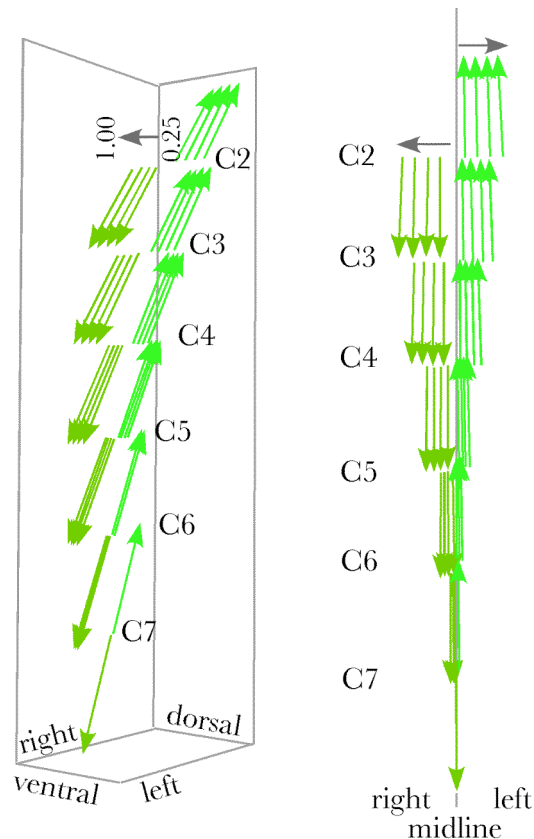 1.00
0.25
C2
C3
C4
C5
C6
C7
right
dorsal
ventral
left
C2
C3
C4
C5
C6
C7
right
left
midline